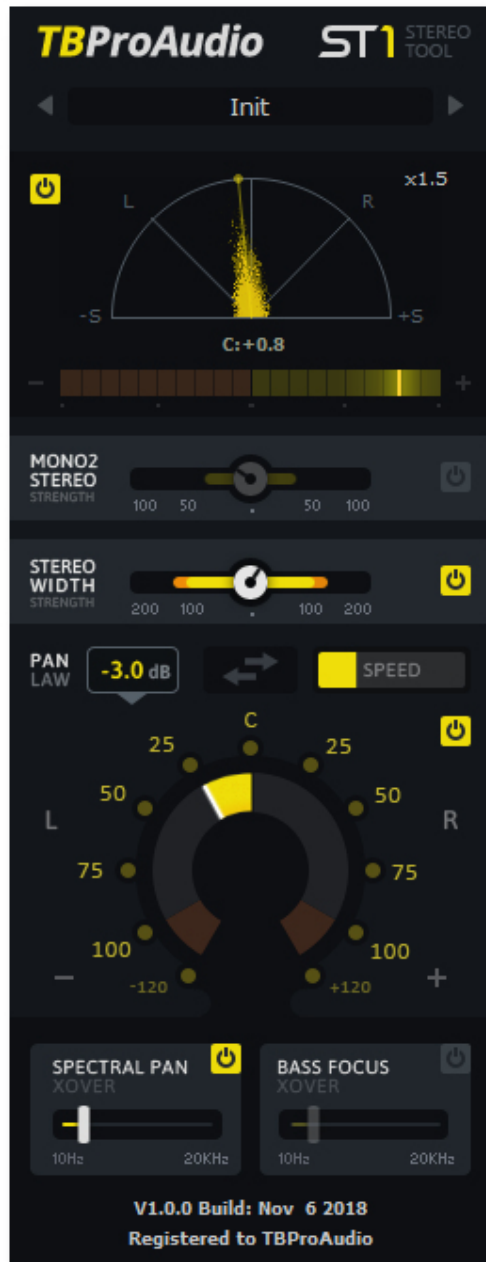 TBProAudio ST1 STEREO TOOL
Init
x1.5
L R
-S +S
C:+0.8
− +
MONO2
STEREO
STRENGTH
100 50 . 50 100
STEREO
WIDTH
STRENGTH
200 100 . 100 200
PAN
LAW
-3.0 dB
SPEED
C
25 25
50 50
L R
75 75
100 100
− +
-120 +120
SPECTRAL PAN
XOVER
10Hz 20KHz
BASS FOCUS
XOVER
10Hz 20KHz
V1.0.0 Build: Nov 6 2018
Registered to TBProAudio